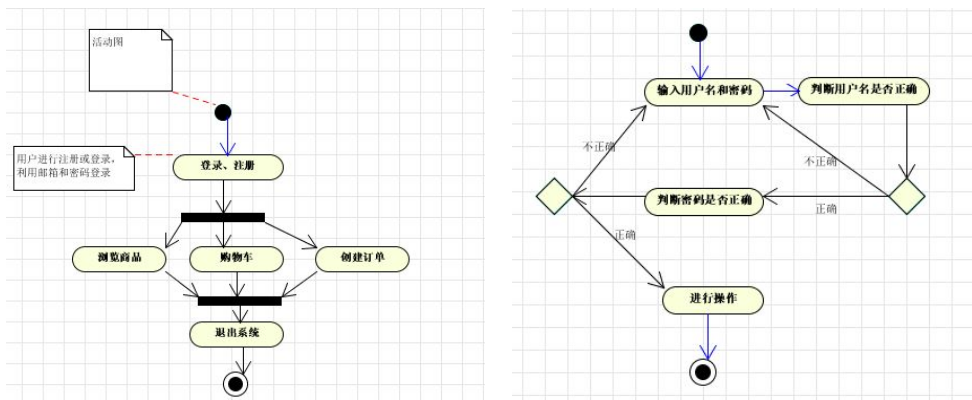 活动图
用户进行注册或登录，
利用邮箱和密码登录
登录、注册
浏览商品
购物车
创建订单
退出系统
输入用户名和密码
判断用户名是否正确
不正确
不正确
判断密码是否正确
正确
正确
进行操作